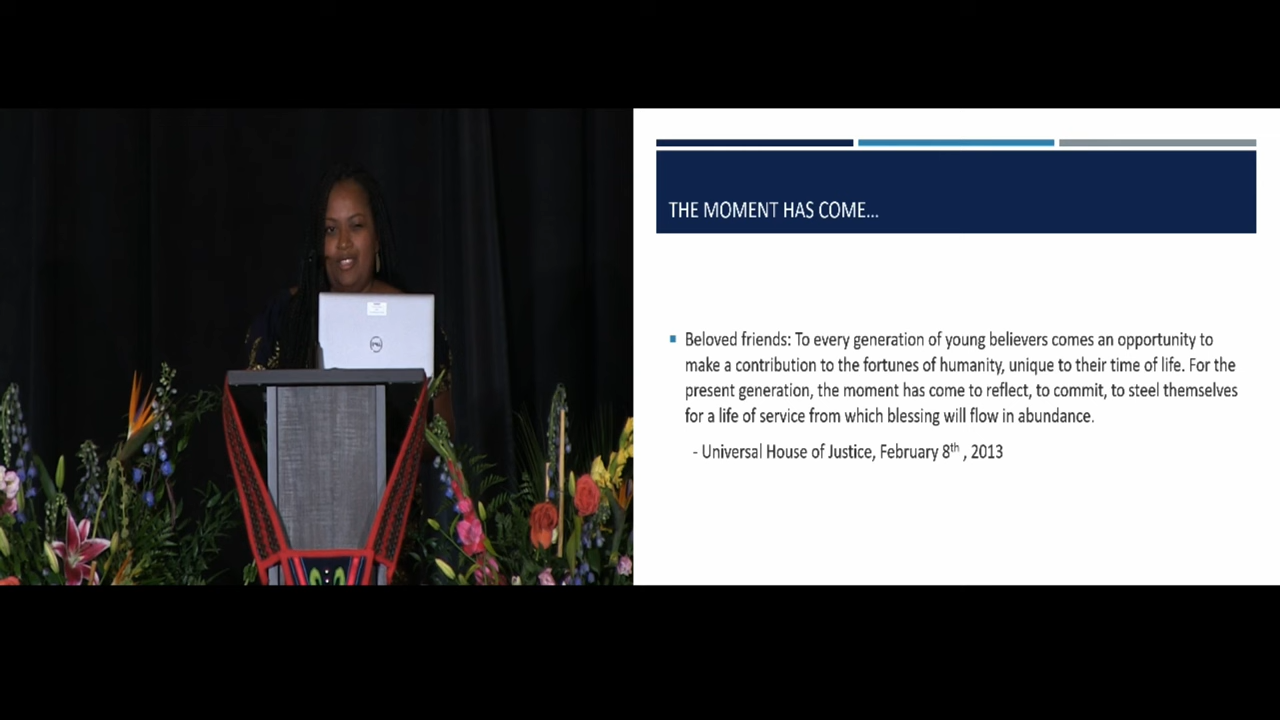 THE MOMENT HAS COME...
▪ Beloved friends: To every generation of young believers comes an opportunity to
make a contribution to the fortunes of humanity, unique to their time of life. For the
present generation, the moment has come to reflect, to commit, to steel themselves
for a life of service from which blessing will flow in abundance.
- Universal House of Justice, February 8th , 2013
DELL